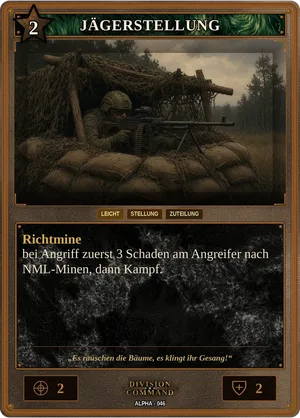 2
JÄGERSTELLUNG
LEICHT STELLUNG ZUTEILUNG
Richtmine
bei Angriff zuerst 3 Schaden am Angreifer nach
NML-Minen, dann Kampf.
„Es rauschen die Bäume, es klingt ihr Gesang!“
2
DIVISION
COMMAND
ALPHA - 046
2